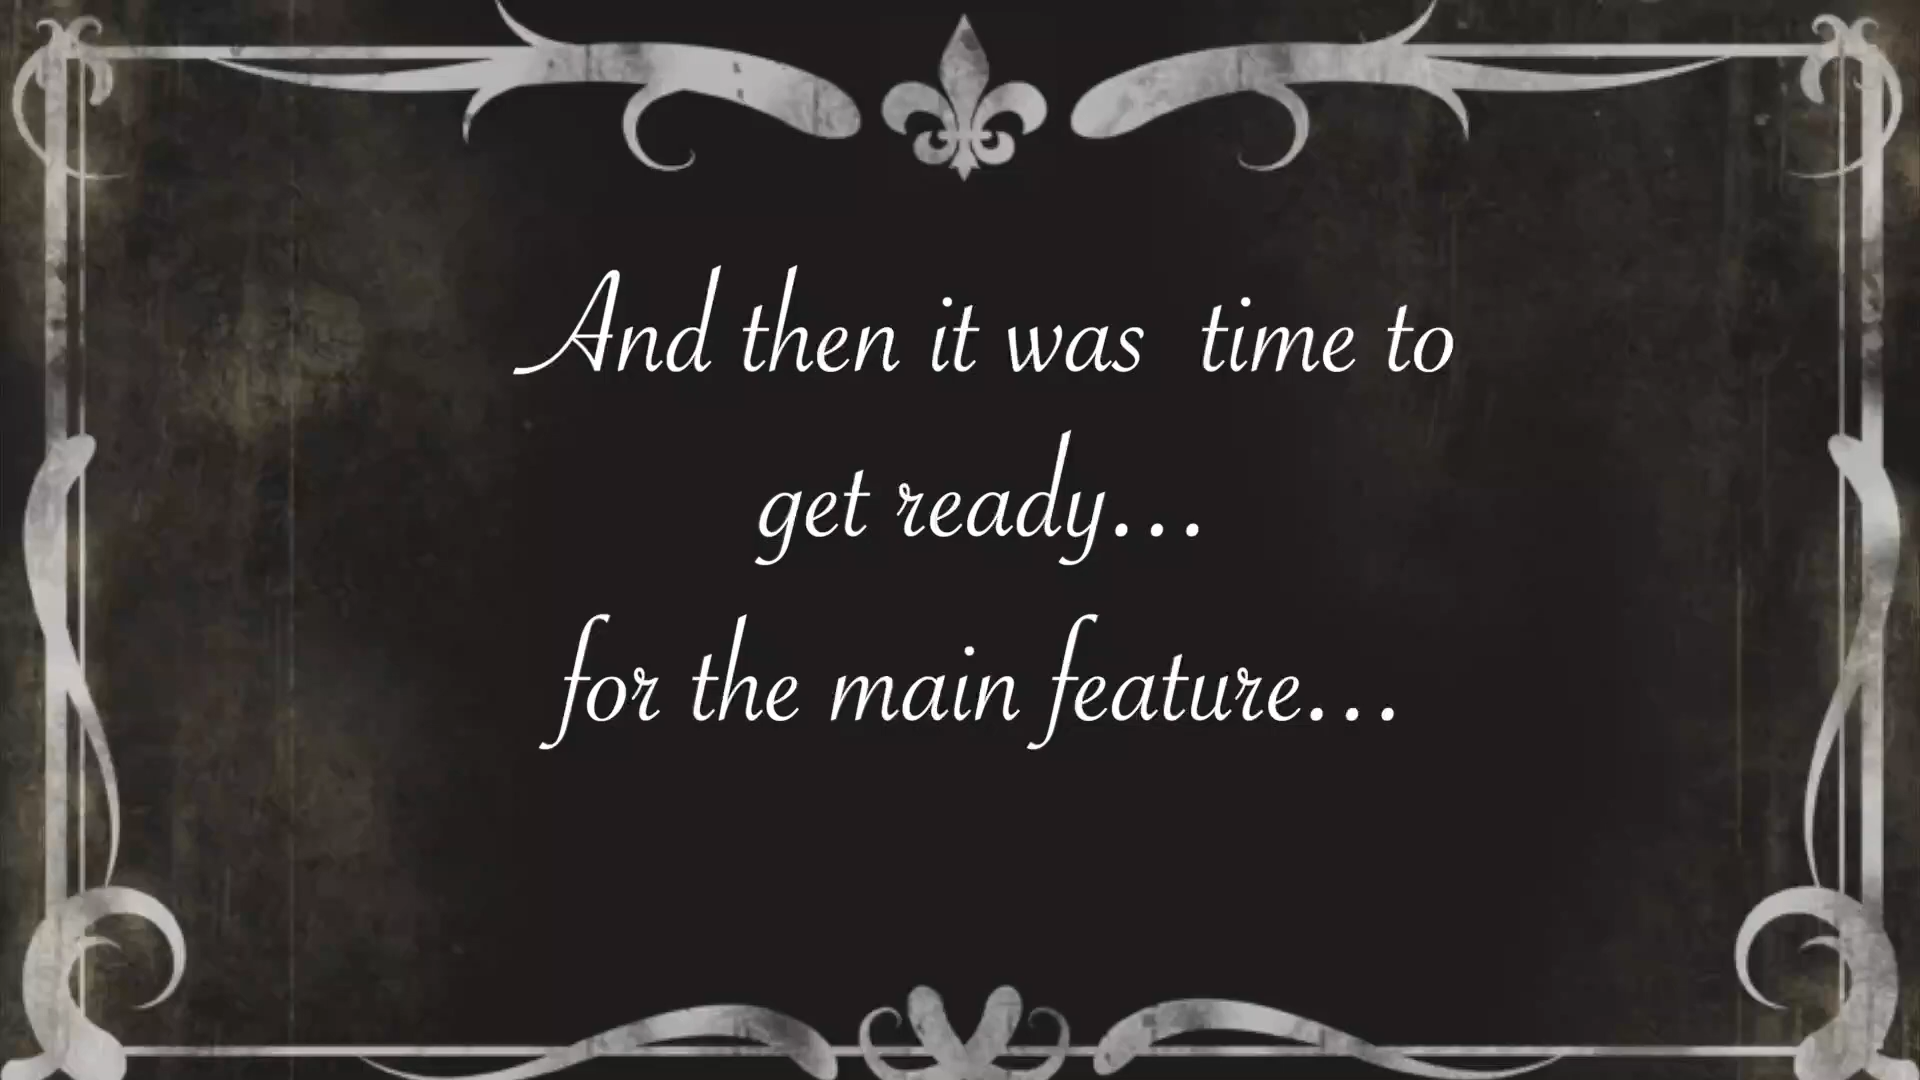 And then it was  time to
get ready...
for the main feature...